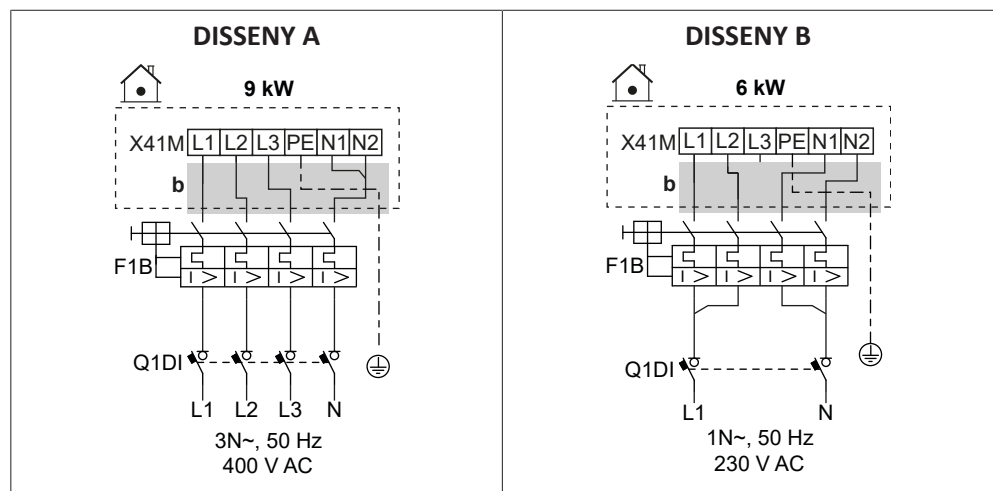 DISSENY A
9 kW
X41M L1 L2 L3 PE N1 N2
b
F1B
I > I > I > I >
Q1DI
L1 L2 L3 N
3N~, 50 Hz
400 V AC
DISSENY B
6 kW
X41M L1 L2 L3 PE N1 N2
b
F1B
I > I > I > I >
Q1DI
L1 N
1N~, 50 Hz
230 V AC